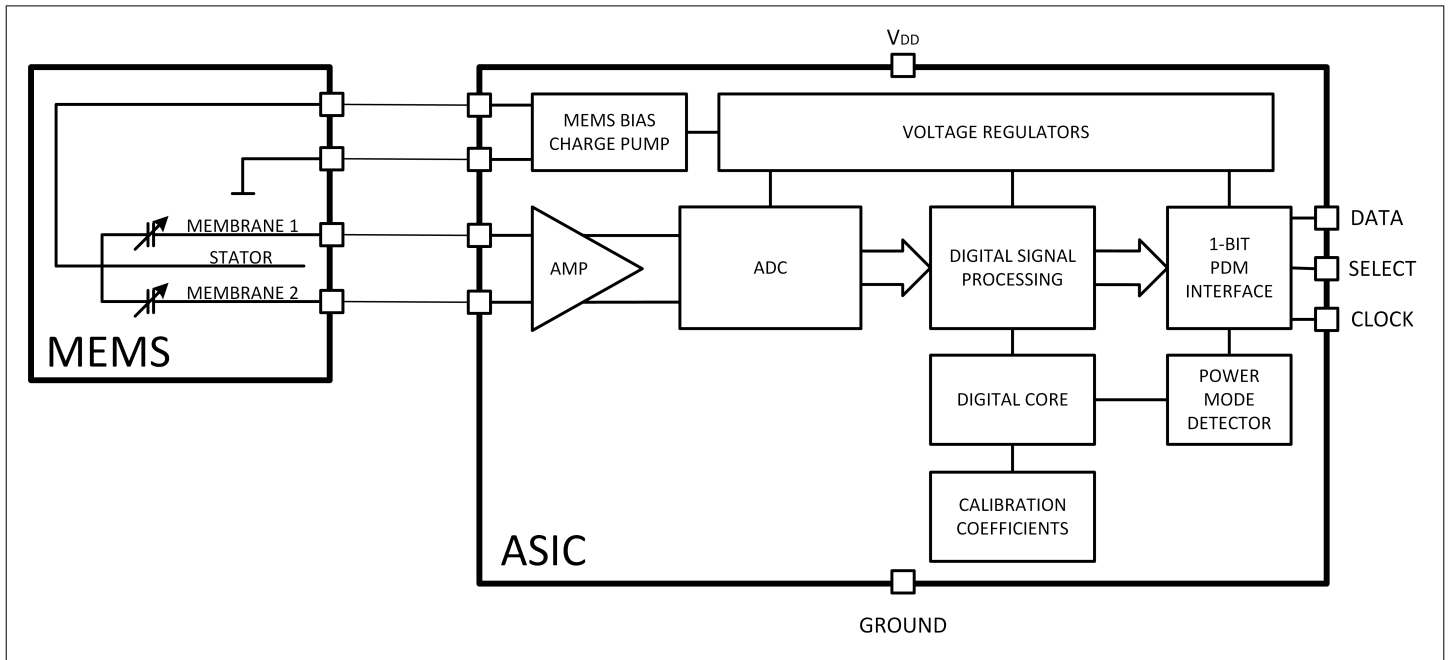 VDD
MEMS BIAS
CHARGE PUMP
VOLTAGE REGULATORS
MEMBRANE 1
STATOR
MEMBRANE 2
MEMS
AMP
ADC
DIGITAL SIGNAL
PROCESSING
1-BIT
PDM
INTERFACE
DATA
SELECT
CLOCK
DIGITAL CORE
POWER
MODE
DETECTOR
CALIBRATION
COEFFICIENTS
ASIC
GROUND